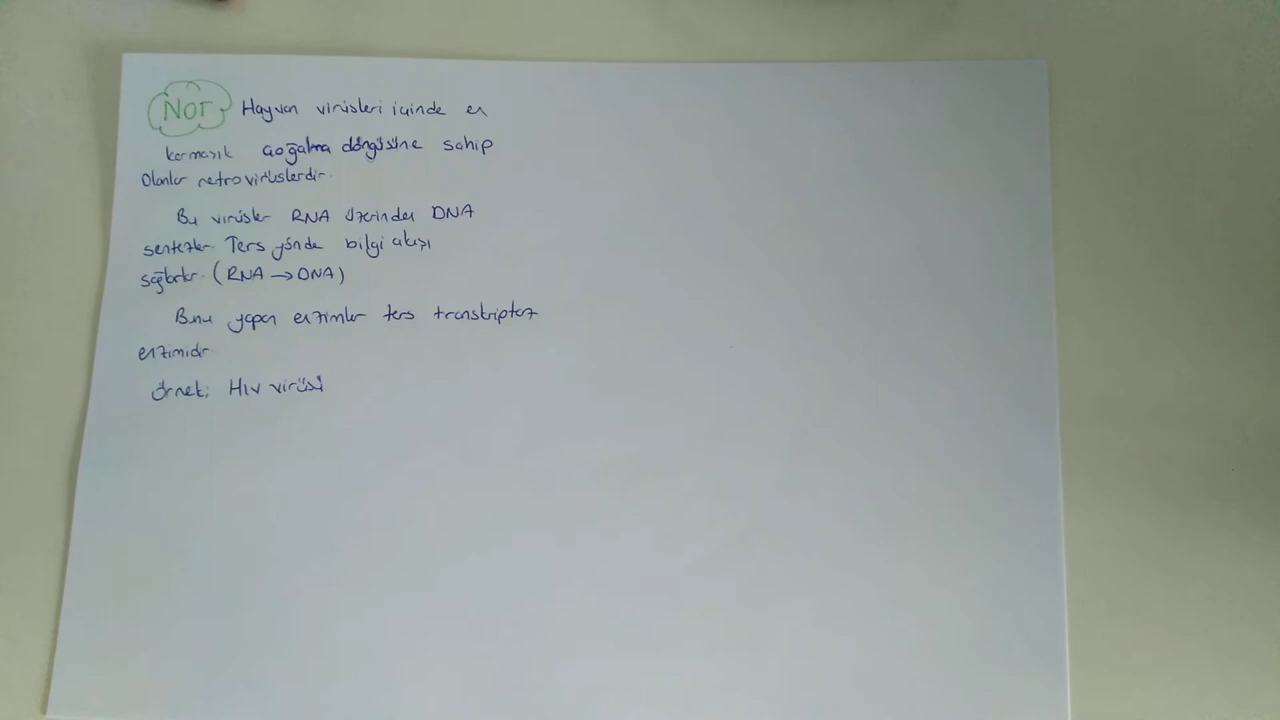 NOT Hayvan virüsleri içinde en
karmaşık çoğalma döngüsüne sahip
Olanlar retrovirüslerdir.
Bu virüsler RNA üzerinden DNA
sentezler. Ters yönde bilgi akışı
sağlarlar. (RNA → DNA)
Bunu yapan enzimler ters transkriptaz
enzimidir.
Örnek; HIV virüsü